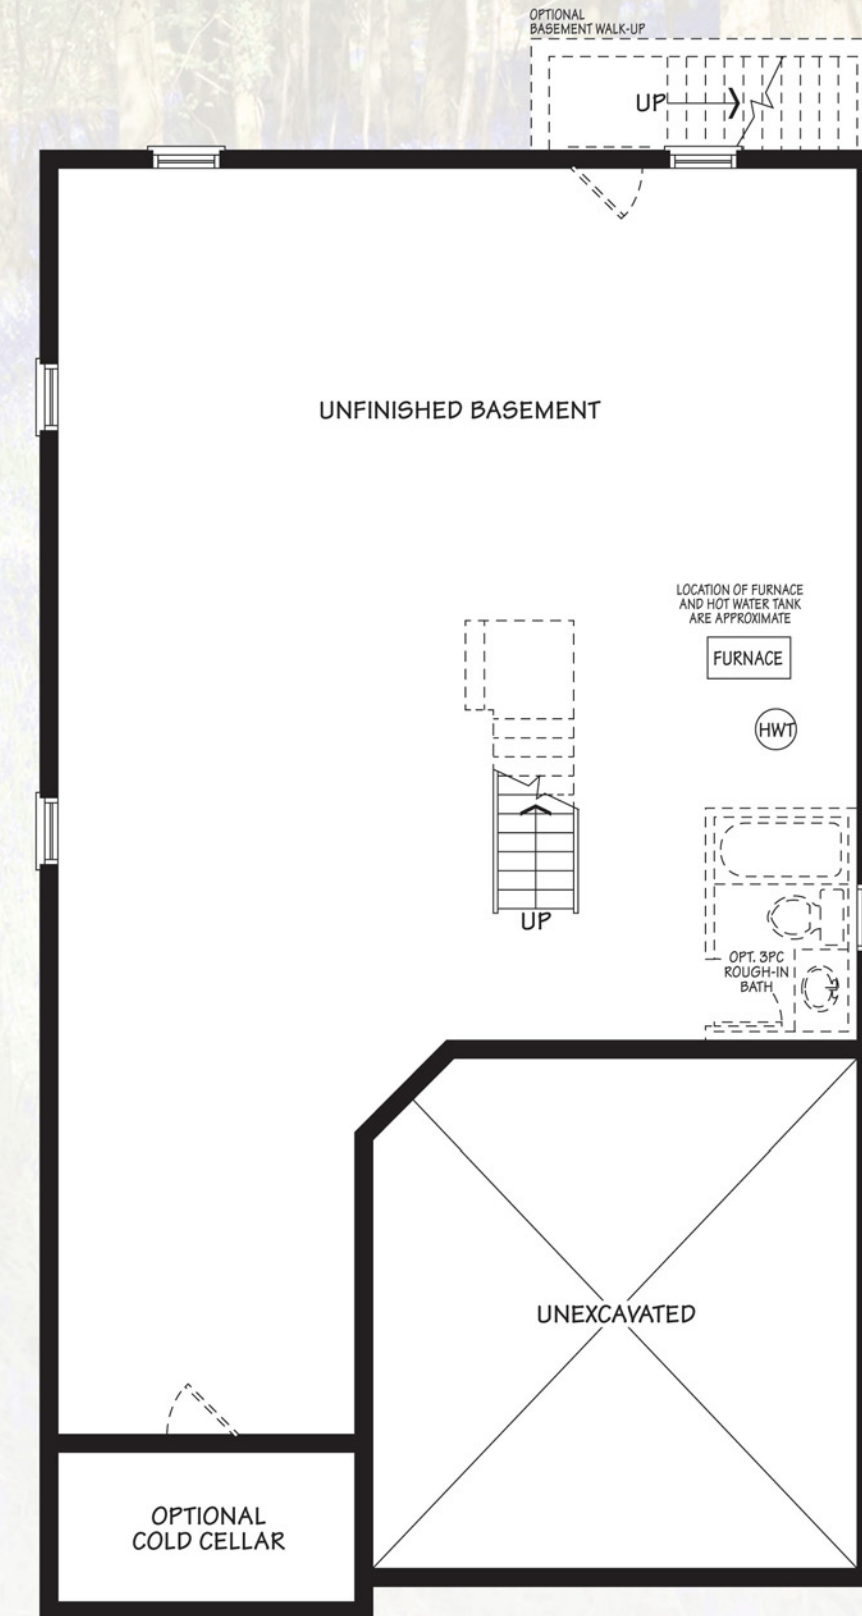 OPTIONAL
BASEMENT WALK-UP
UP
UNFINISHED BASEMENT
LOCATION OF FURNACE
AND HOT WATER TANK
ARE APPROXIMATE
FURNACE
HWT
UP
OPT. 3PC
ROUGH-IN
BATH
UNEXCAVATED
OPTIONAL
COLD CELLAR